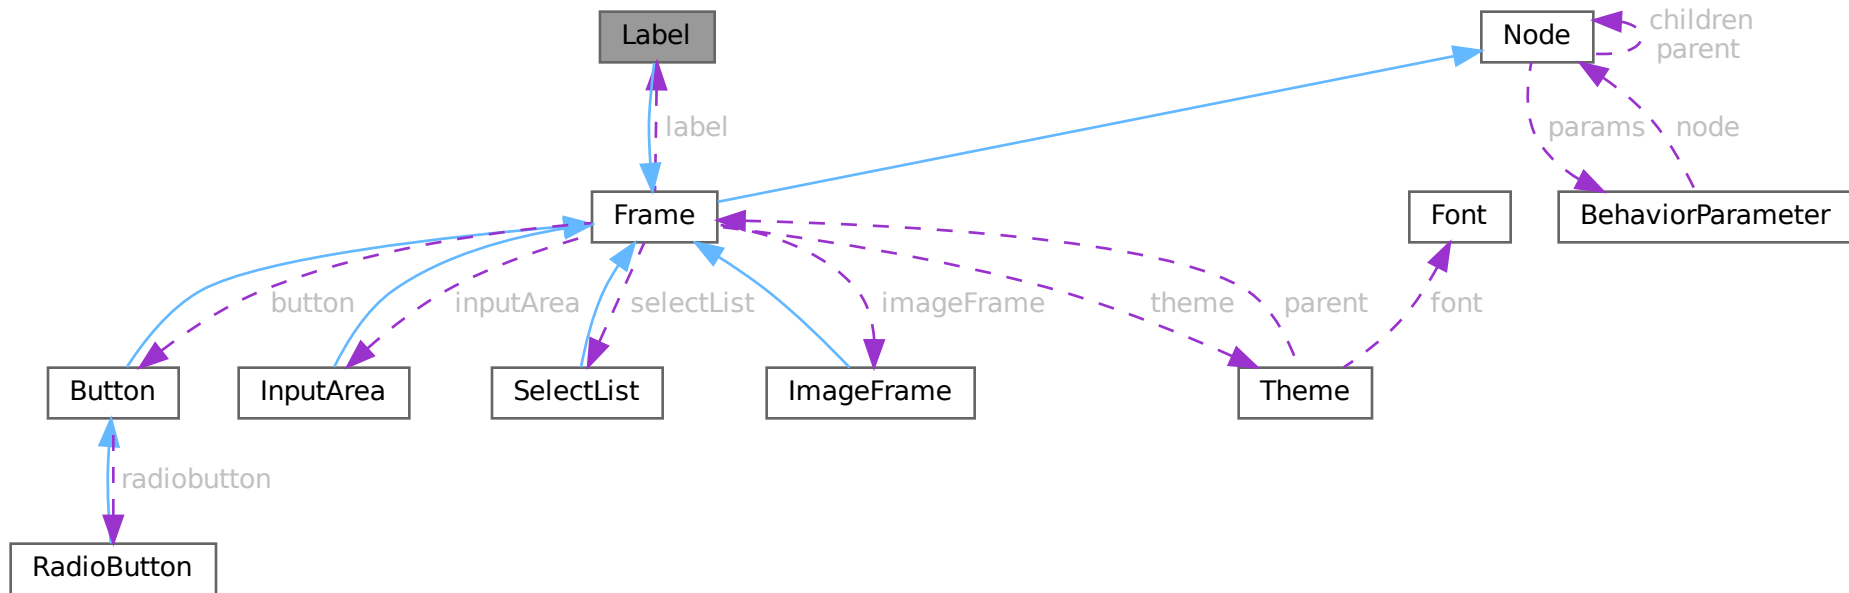 Label
Node
children
parent
label
params
node
Frame
Font
BehaviorParameter
button
inputArea
selectList
imageFrame
theme
parent
font
Button
InputArea
SelectList
ImageFrame
Theme
radiobutton
RadioButton